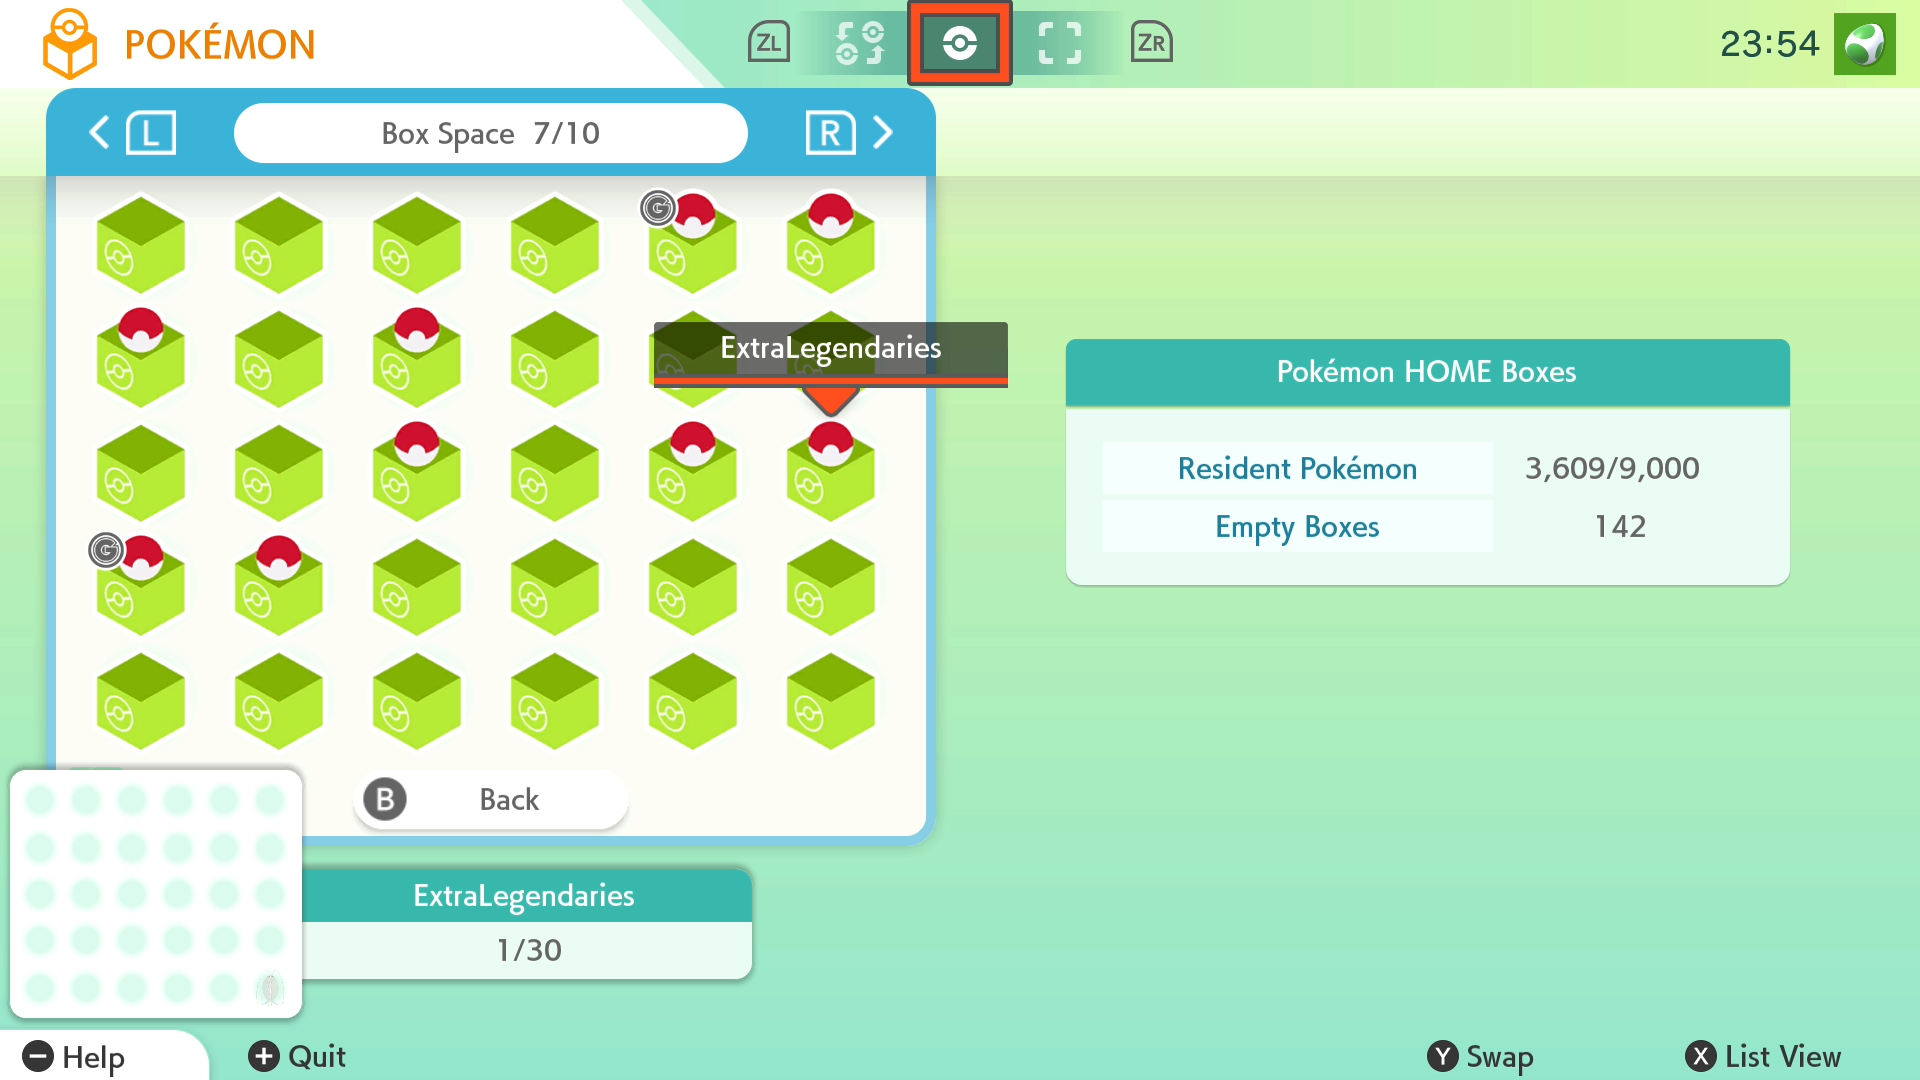 POKÉMON
ZL
ZR
23:54
L
Box Space 7/10
R
ExtraLegendaries
Pokémon HOME Boxes
Resident Pokémon 3,609/9,000
Empty Boxes 142
B Back
ExtraLegendaries
1/30
Help
Quit
Y Swap
X List View